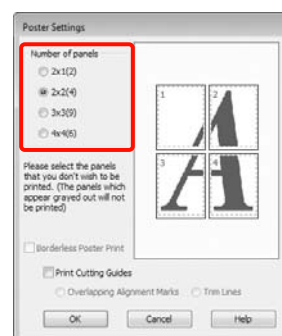 Poster Settings
Number of panels
2x1(2)
2x2(4)
3x3(9)
4x4(6)
1
2
3
4
Please select the panels
that you don't wish to be
printed. (The panels which
appear grayed out will not
be printed)
Borderless Poster Print
Print Cutting Guides
Overlapping Alignment Marks
Trim Lines
OK
Cancel
Help